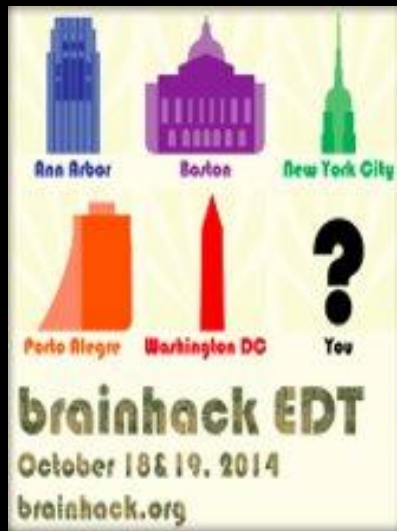 Ann Arbor Boston New York City
Porto Alegre Washington DC You
brainhack EDT
October 18&19. 2014
brainhack.org